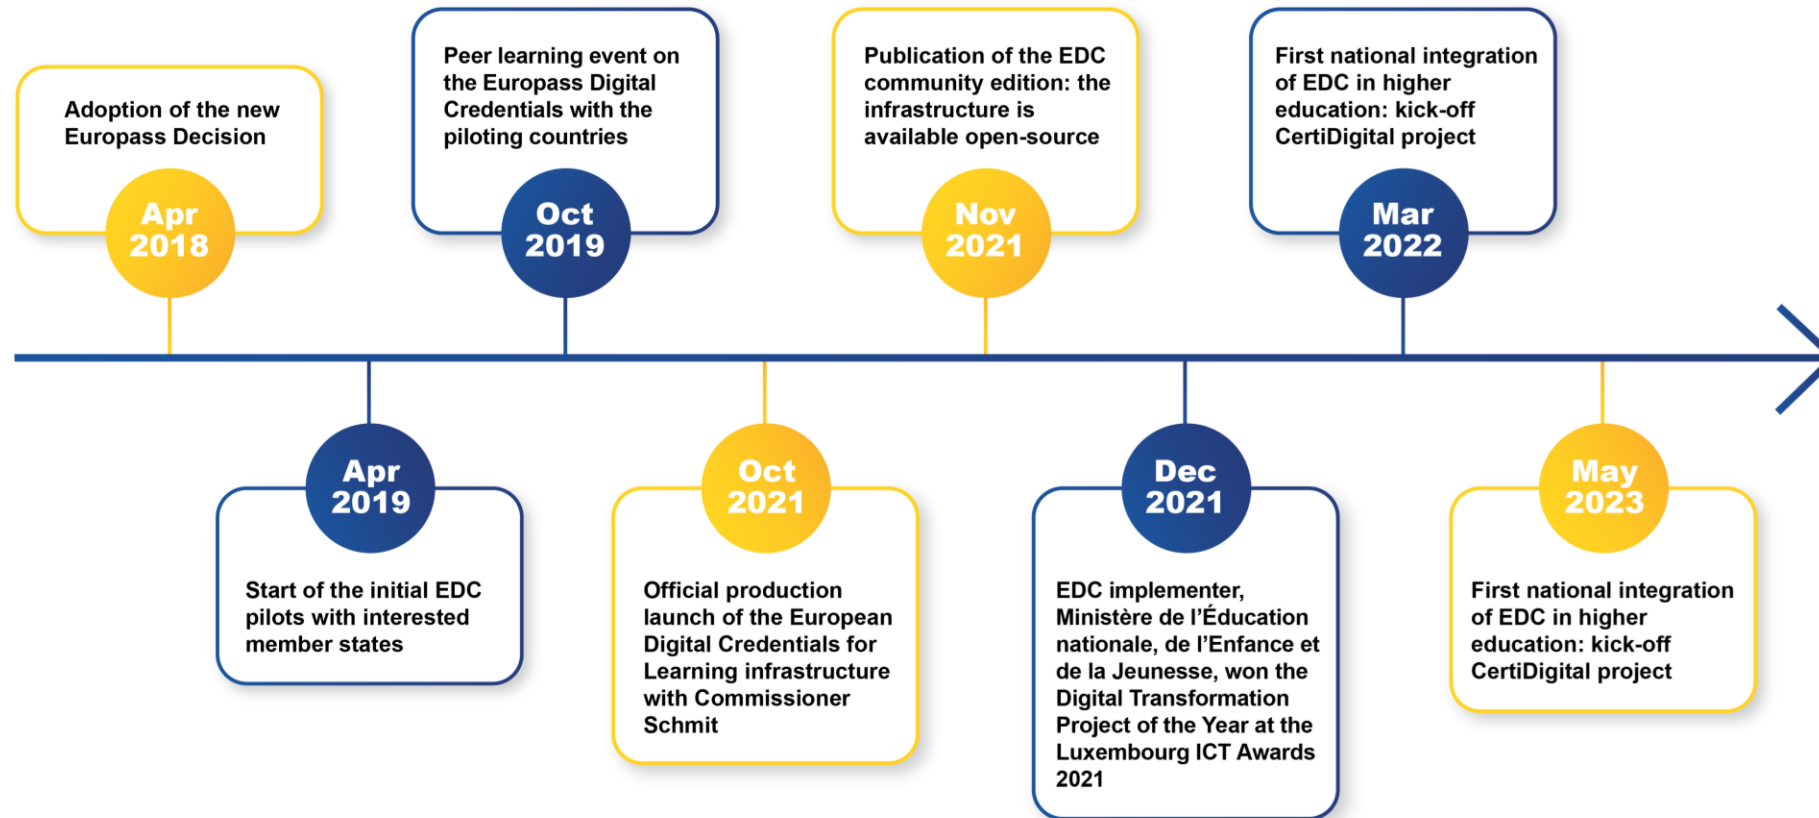 Adoption of the new
Europass Decision
Apr
2018
Apr
2019
Start of the initial EDC
pilots with interested
member states
Peer learning event on
the Europass Digital
Credentials with the
piloting countries
Oct
2019
Oct
2021
Official production
launch of the European
Digital Credentials for
Learning infrastructure
with Commissioner
Schmit
Publication of the EDC
community edition: the
infrastructure is
available open-source
Nov
2021
Dec
2021
EDC implementer,
Ministère de l’Éducation
nationale, de l’Enfance et
de la Jeunesse, won the
Digital Transformation
Project of the Year at the
Luxembourg ICT Awards
2021
First national integration
of EDC in higher
education: kick-off
CertiDigital project
Mar
2022
May
2023
First national integration
of EDC in higher
education: kick-off
CertiDigital project